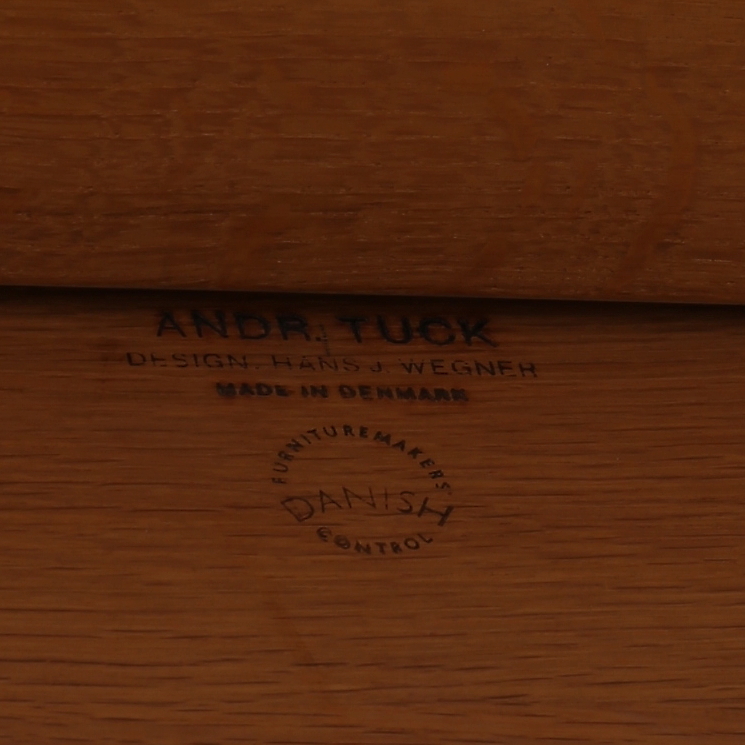 ANDR. TUCK
DESIGN. HANS J. WEGNER
MADE IN DENMARK
FURNITUREMAKERS'
DANISH
CONTROL